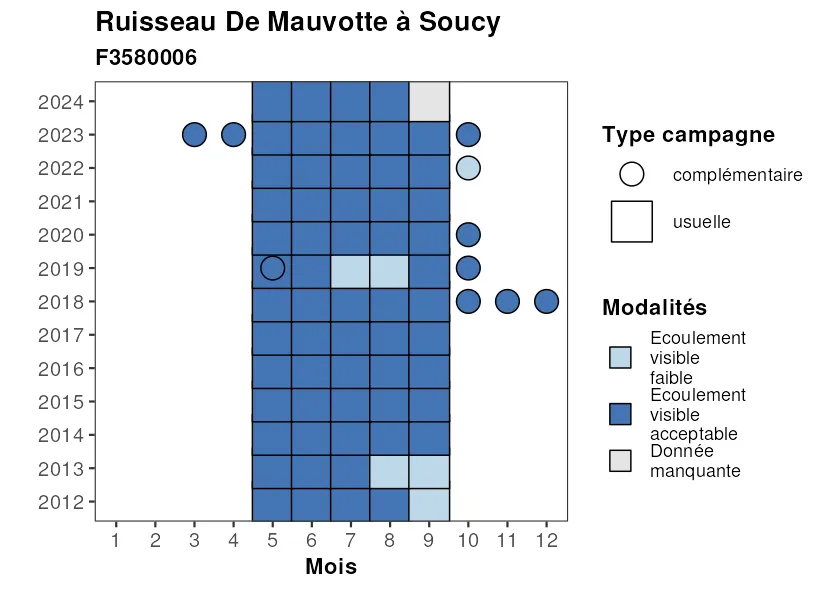 Ruisseau De Mauvotte à Soucy
F3580006
2024
2023
2022
2021
2020
2019
2018
2017
2016
2015
2014
2013
2012
1 2 3 4 5 6 7 8 9 10 11 12
Mois
Type campagne
complémentaire
usuelle
Modalités
Ecoulement
visible
faible
Ecoulement
visible
acceptable
Donnée
manquante